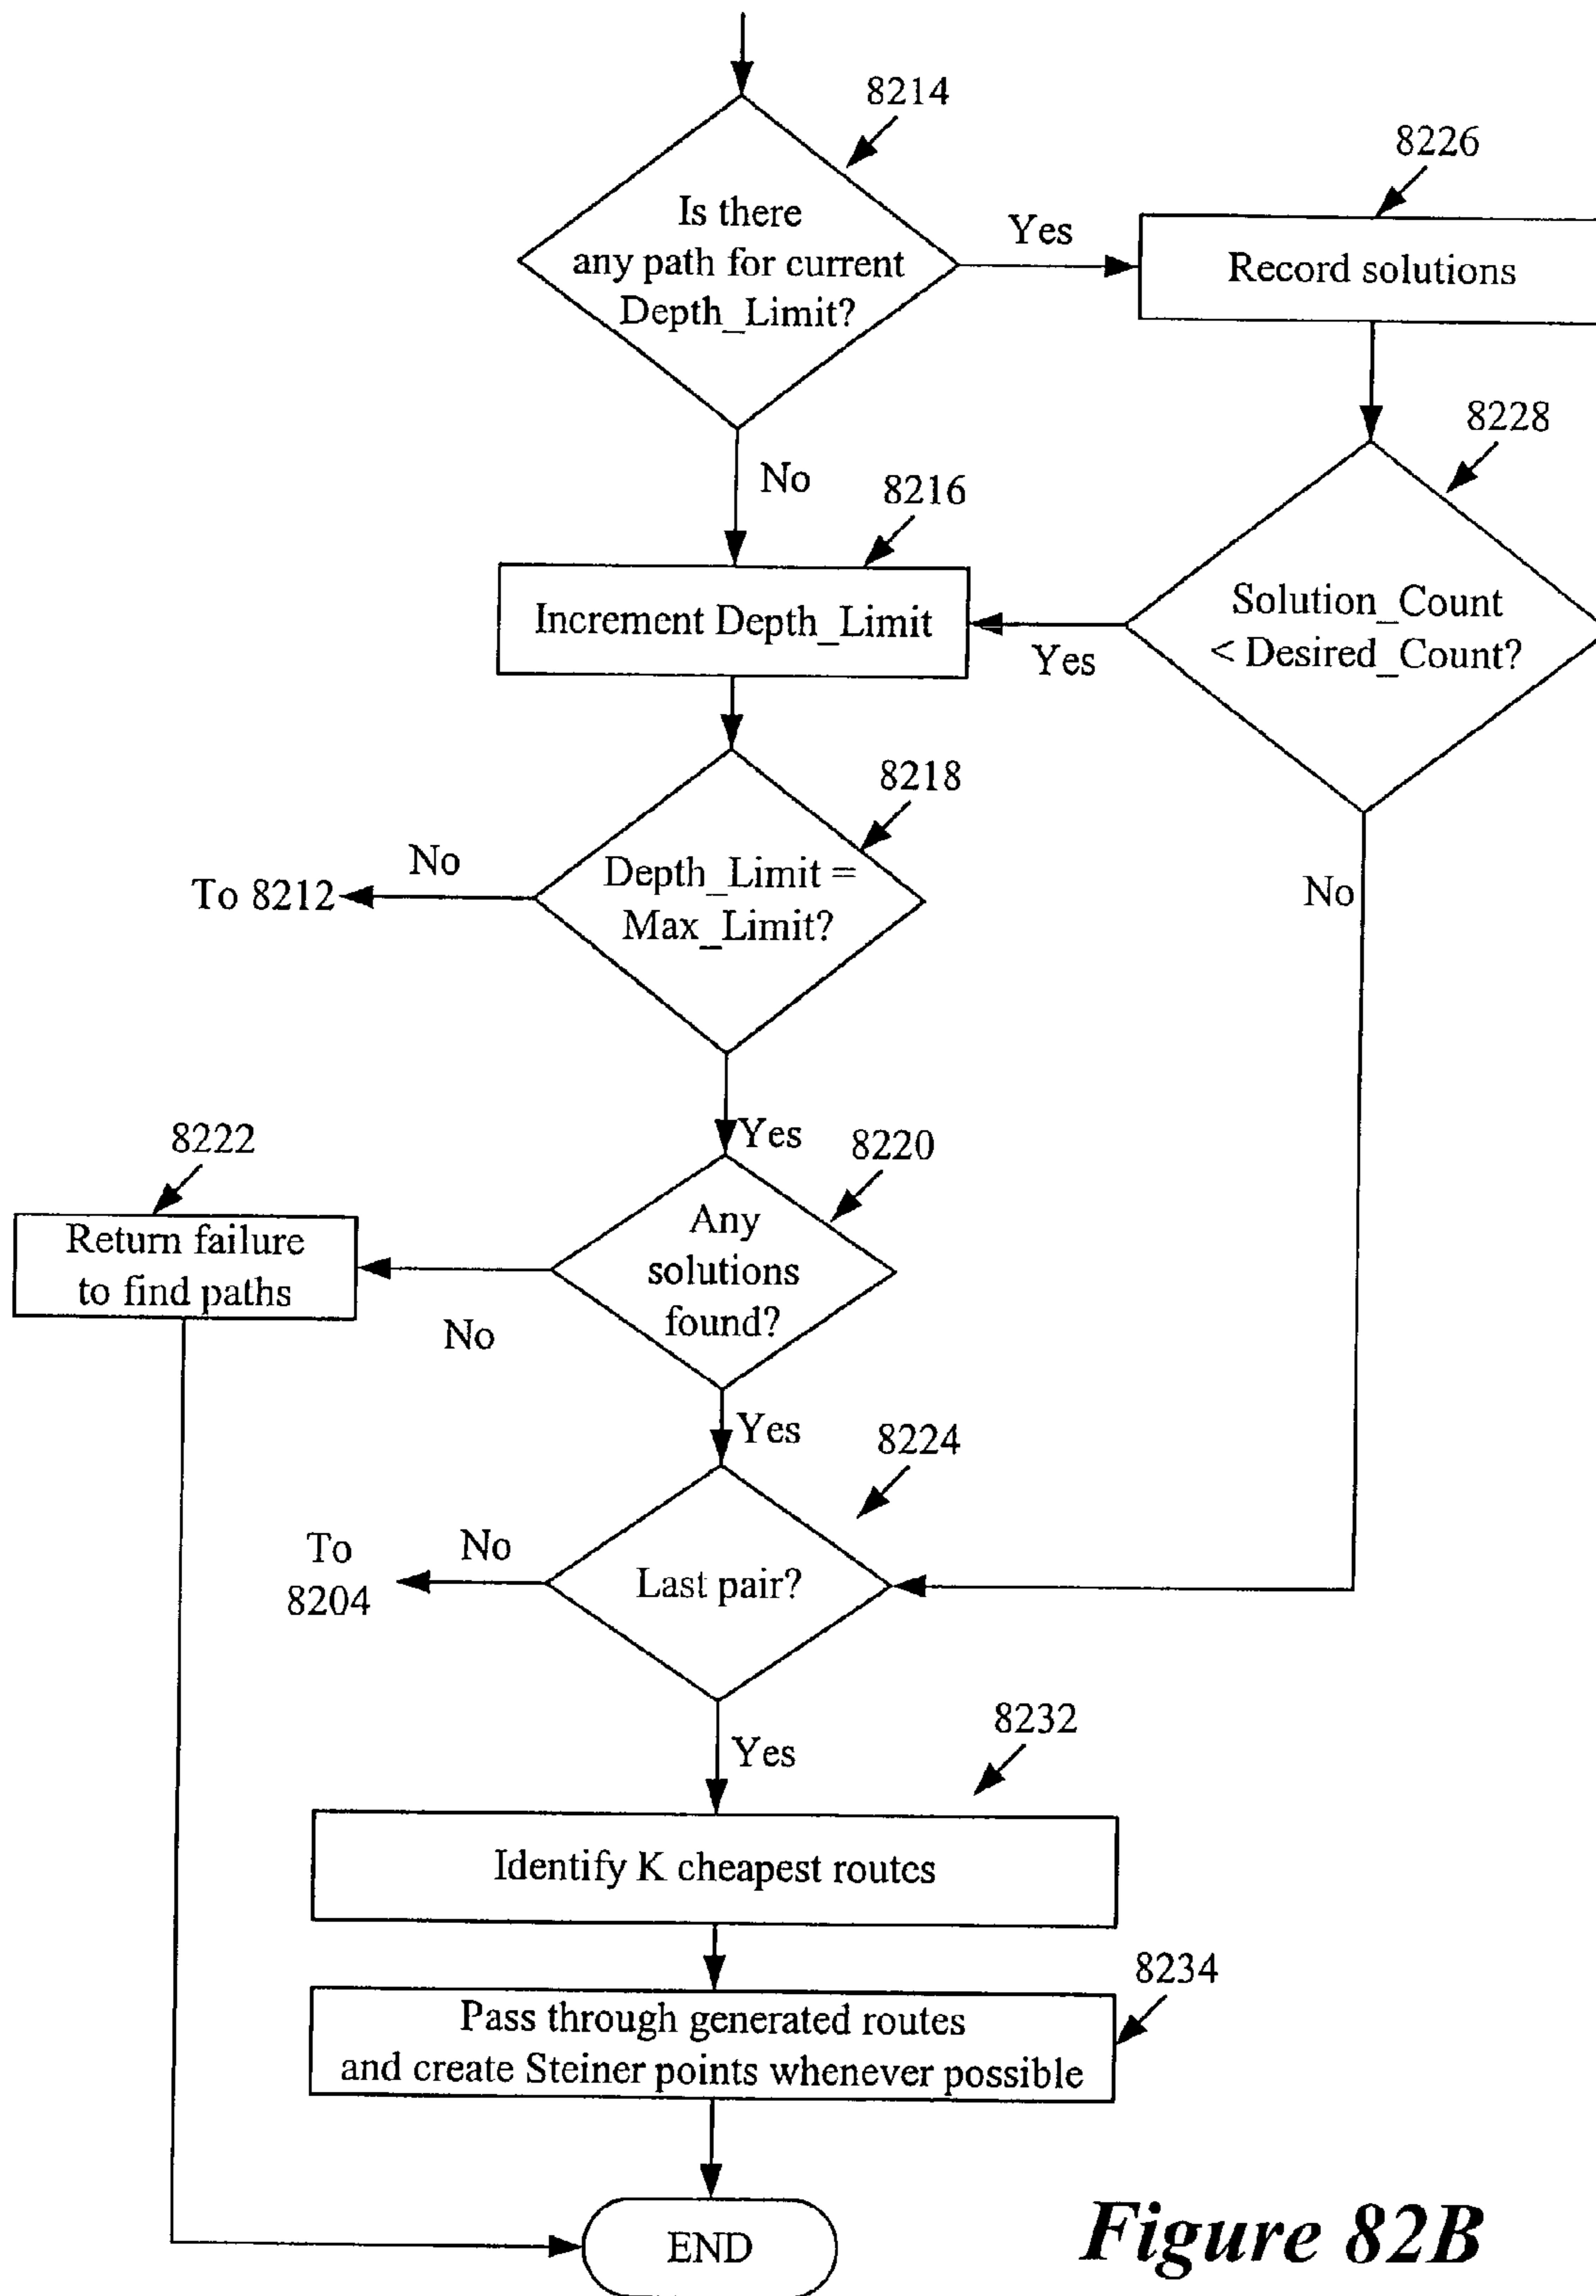 8214
8226
Is there
any path for current
Depth_Limit?
Yes
Record solutions
8228
No
8216
Increment Depth_Limit
Solution_Count
< Desired_Count?
Yes
8218
No
To 8212
Depth_Limit =
Max_Limit?
No
Yes
8222
8220
Return failure
to find paths
Any
solutions
found?
No
Yes
8224
To
8204
No
Last pair?
8232
Yes
Identify K cheapest routes
8234
Pass through generated routes
and create Steiner points whenever possible
END
Figure 82B